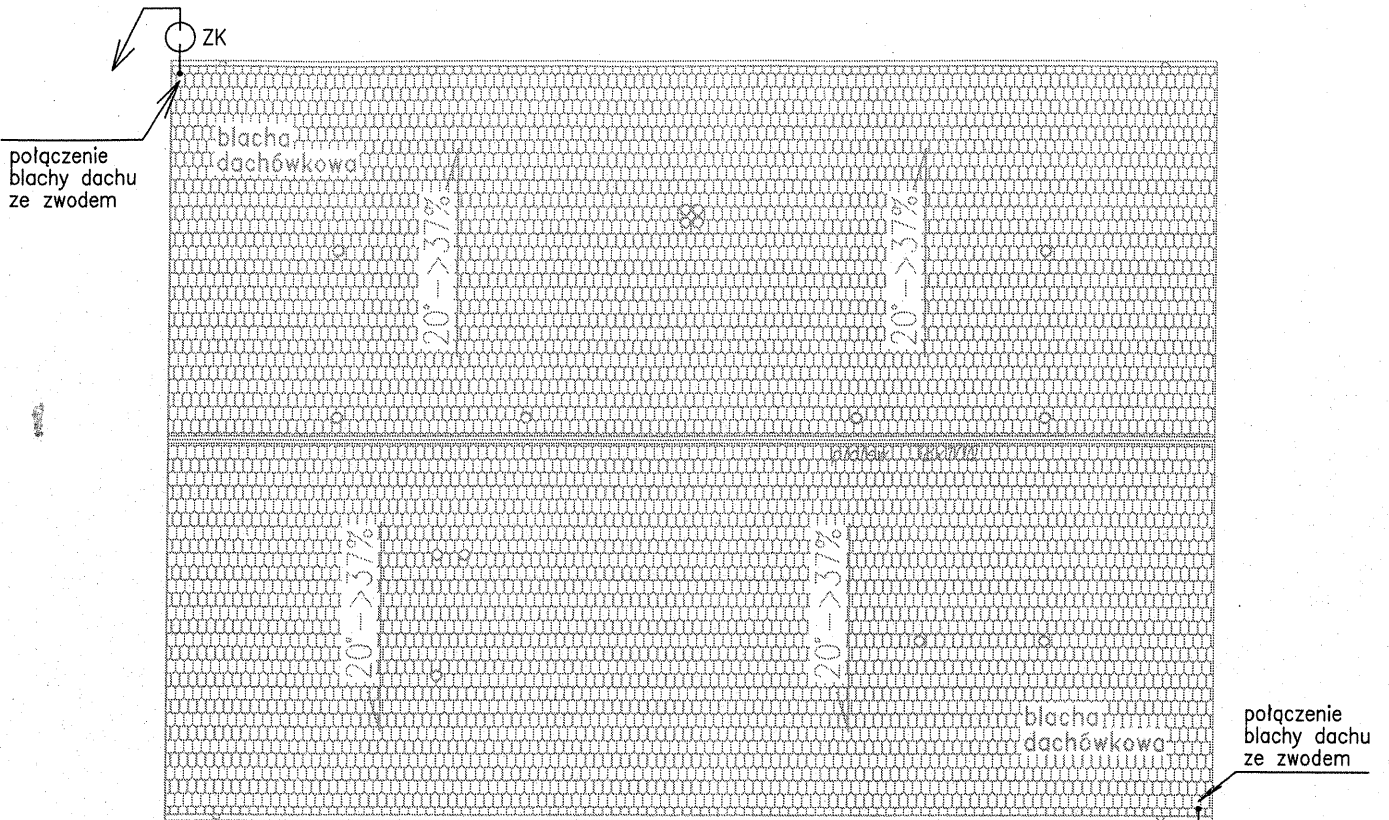 ZK
połączenie
blachy dachu
ze zwodem
blacha
dachówkowa
20°->37%
20°->37%
20°->37%
20°->37%
blacha
dachówkowa
połączenie
blachy dachu
ze zwodem